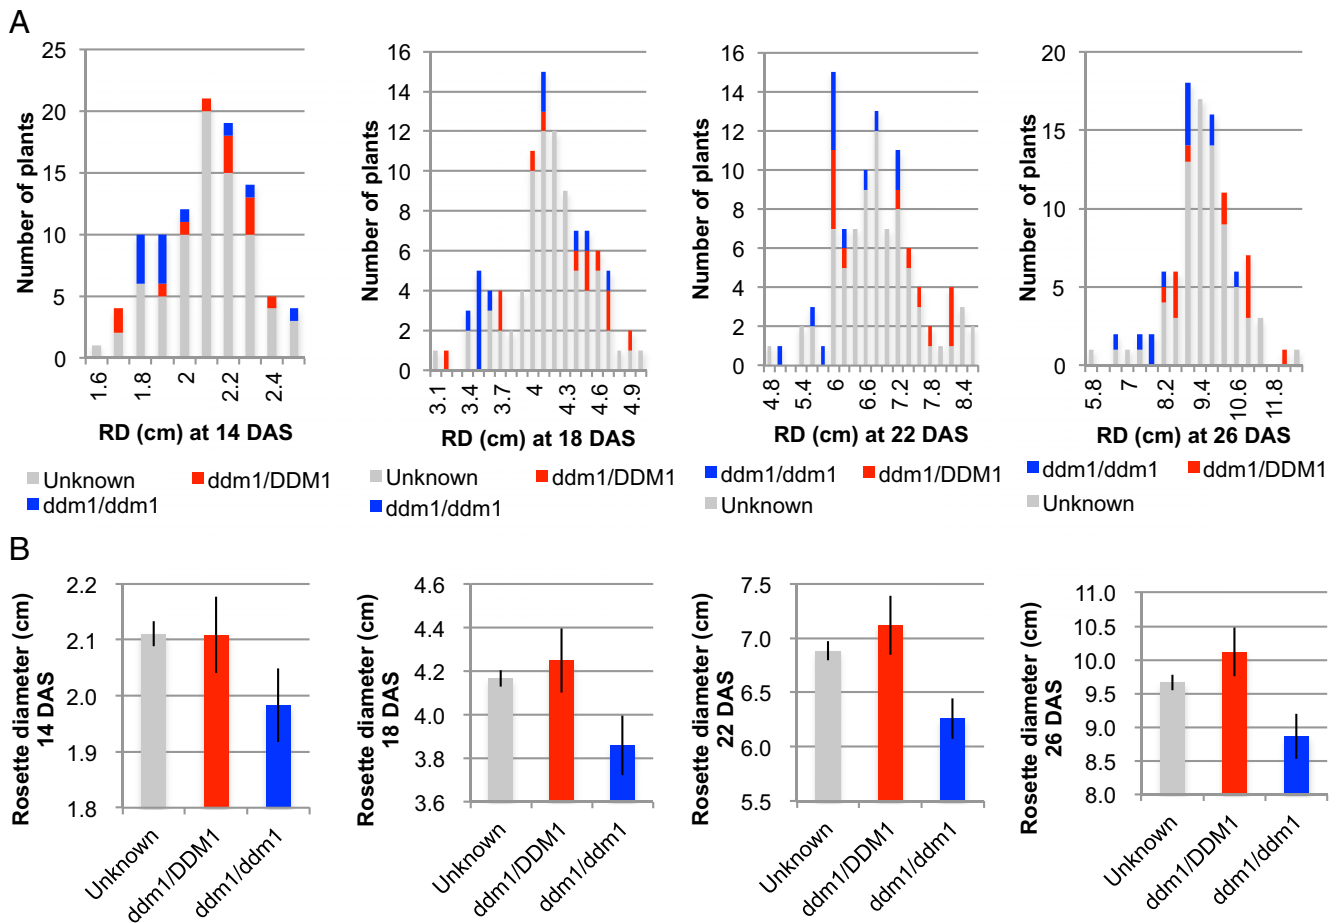 A
25
20
15
10
5
0
Number of plants
1.6
1.8
2
2.2
2.4
RD (cm) at 14 DAS
Unknown
ddm1/DDM1
ddm1/ddm1
16
14
12
10
8
6
4
2
0
Number of plants
3.1
3.4
3.7
4
4.3
4.6
4.9
RD (cm) at 18 DAS
Unknown
ddm1/DDM1
ddm1/ddm1
16
14
12
10
8
6
4
2
0
Number of plants
4.8
5.4
6
6.6
7.2
7.8
8.4
RD (cm) at 22 DAS
ddm1/ddm1
ddm1/DDM1
Unknown
20
15
10
5
0
Number of plants
5.8
7
8.2
9.4
10.6
11.8
RD (cm) at 26 DAS
ddm1/ddm1
ddm1/DDM1
Unknown
B
Rosette diameter (cm)
14 DAS
2.2
2.1
2.0
1.9
1.8
Unknown
ddm1/DDM1
ddm1/ddm1
Rosette diameter (cm)
18 DAS
4.6
4.4
4.2
4.0
3.8
3.6
Unknown
ddm1/DDM1
ddm1/ddm1
Rosette diameter (cm)
22 DAS
7.5
7.0
6.5
6.0
5.5
Unknown
ddm1/DDM1
ddm1/ddm1
Rosette diameter (cm)
26 DAS
11.0
10.5
10.0
9.5
9.0
8.5
8.0
Unknown
ddm1/DDM1
ddm1/ddm1